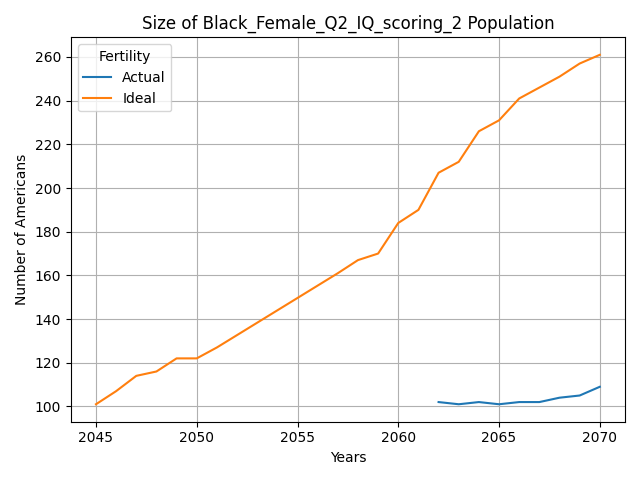 Size of Black_Female_Q2_IQ_scoring_2 Population
Fertility
Actual
Ideal
Number of Americans
260
240
220
200
180
160
140
120
100
2045
2050
2055
2060
2065
2070
Years